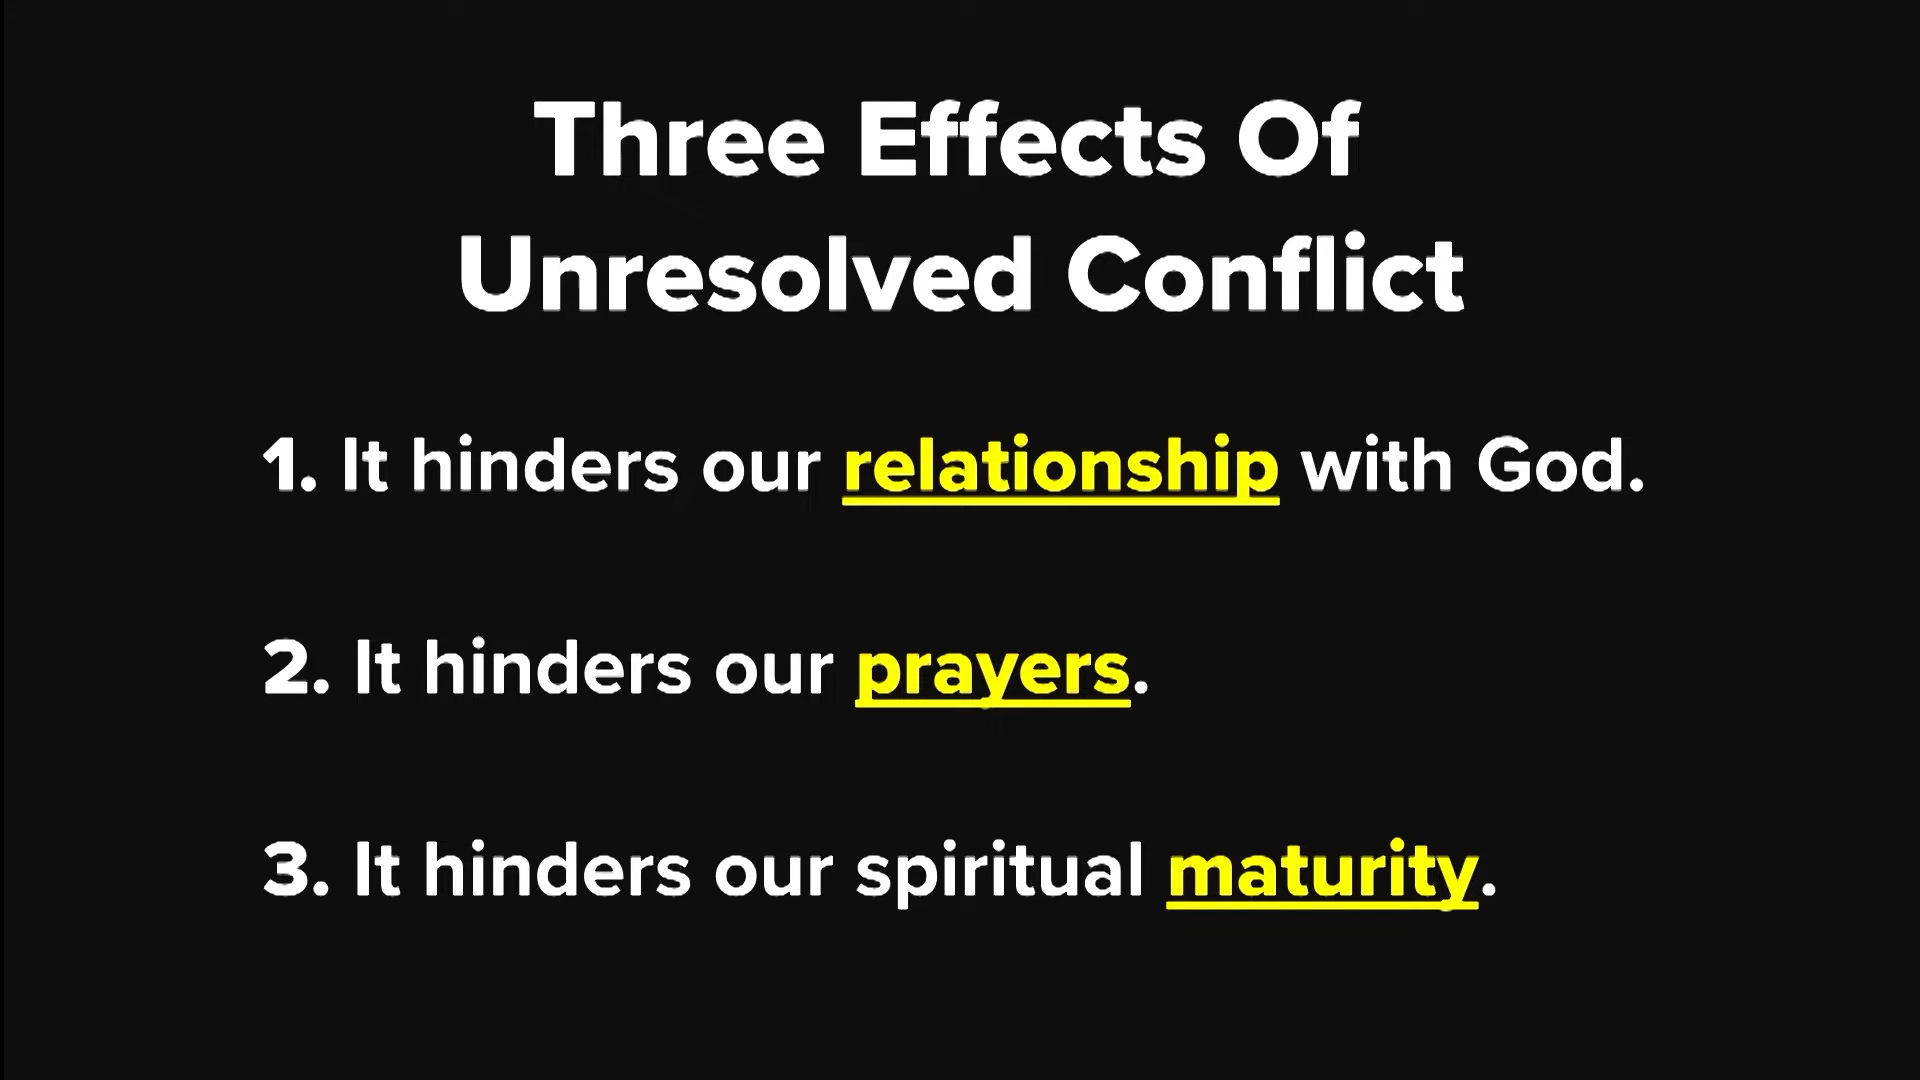 Three Effects Of
Unresolved Conflict
1. It hinders our relationship with God.
2. It hinders our prayers.
3. It hinders our spiritual maturity.